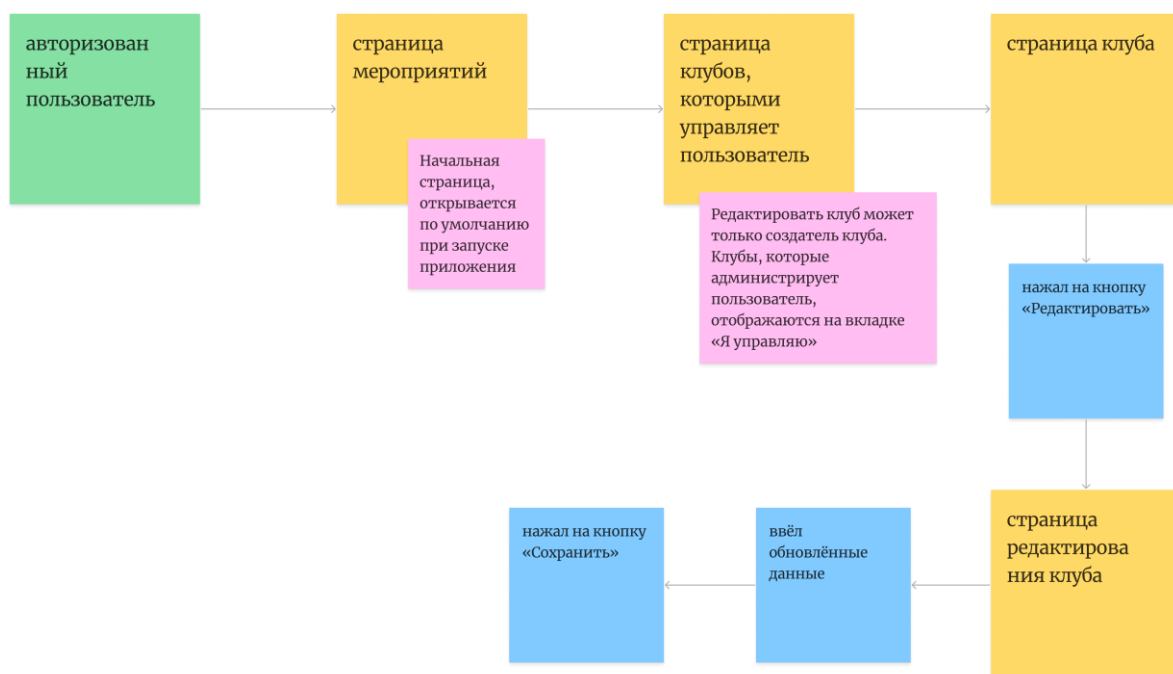 авторизован
ный
пользователь
страница
мероприятий
Начальная
страница,
открывается
по умолчанию
при запуске
приложения
страница
клубов,
которыми
управляет
пользователь
Редактировать клуб может
только создатель клуба.
Клубы, которые
администрирует
пользователь,
отображаются на вкладке
«Я управляю»
страница клуба
нажал на кнопку
«Редактировать»
страница
редактирова
ния клуба
ввёл
обновлённые
данные
нажал на кнопку
«Сохранить»